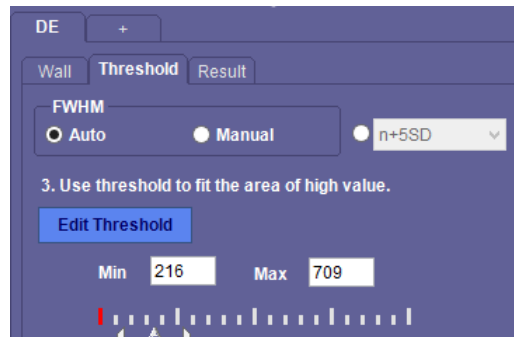 DE +
Wall Threshold Result
FWHM
Auto Manual n+5SD
3. Use threshold to fit the area of high value.
Edit Threshold
Min 216 Max 709